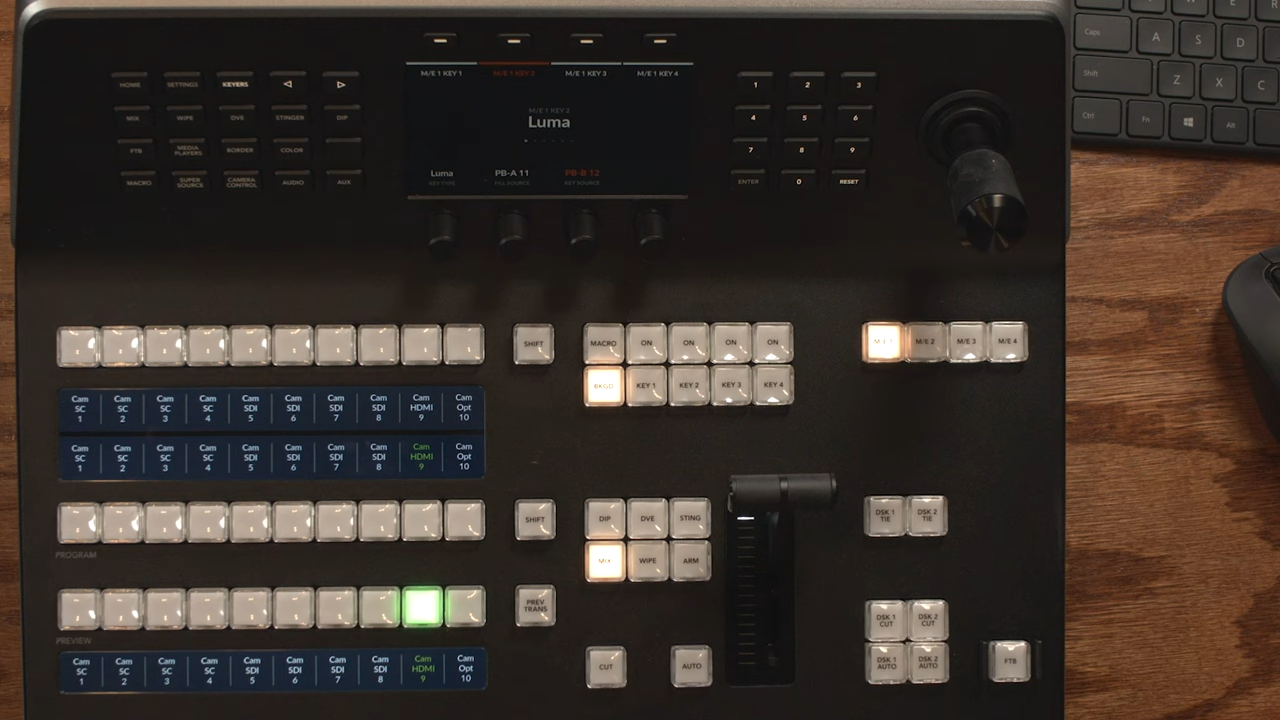 M/E 1 KEY 1 M/E 1 KEY 2 M/E 1 KEY 3 M/E 1 KEY 4
M/E 1 KEY 2
Luma
Luma PB-A 11 PB-B 12
KEY TYPE FILL SOURCE KEY SOURCE
HOME SETTINGS KEYERS
MIX WIPE DVE STINGER DIP
FTB MEDIA PLAYERS BORDER COLOR
MACRO SUPER SOURCE CAMERA CONTROL AUDIO AUX
1 2 3
4 5 6
7 8 9
ENTER 0 RESET
Caps A S D
Shift Z X C
Ctrl Fn Alt
SHIFT
MACRO ON ON ON ON
BKGD KEY 1 KEY 2 KEY 3 KEY 4
M/E 1 M/E 2 M/E 3 M/E 4
Cam Cam Cam Cam Cam Cam Cam Cam Cam Cam
SC SC SC SC SDI SDI SDI SDI HDMI Opt
1 2 3 4 5 6 7 8 9 10
Cam Cam Cam Cam Cam Cam Cam Cam Cam Cam
SC SC SC SC SDI SDI SDI SDI HDMI Opt
1 2 3 4 5 6 7 8 9 10
SHIFT
DIP DVE STING
MIX WIPE ARM
DSK 1 TIE DSK 2 TIE
PROGRAM
PREV TRANS
DSK 1 CUT DSK 2 CUT
DSK 1 AUTO DSK 2 AUTO
FTB
PREVIEW
CUT AUTO
Cam Cam Cam Cam Cam Cam Cam Cam Cam Cam
SC SC SC SC SDI SDI SDI SDI HDMI Opt
1 2 3 4 5 6 7 8 9 10